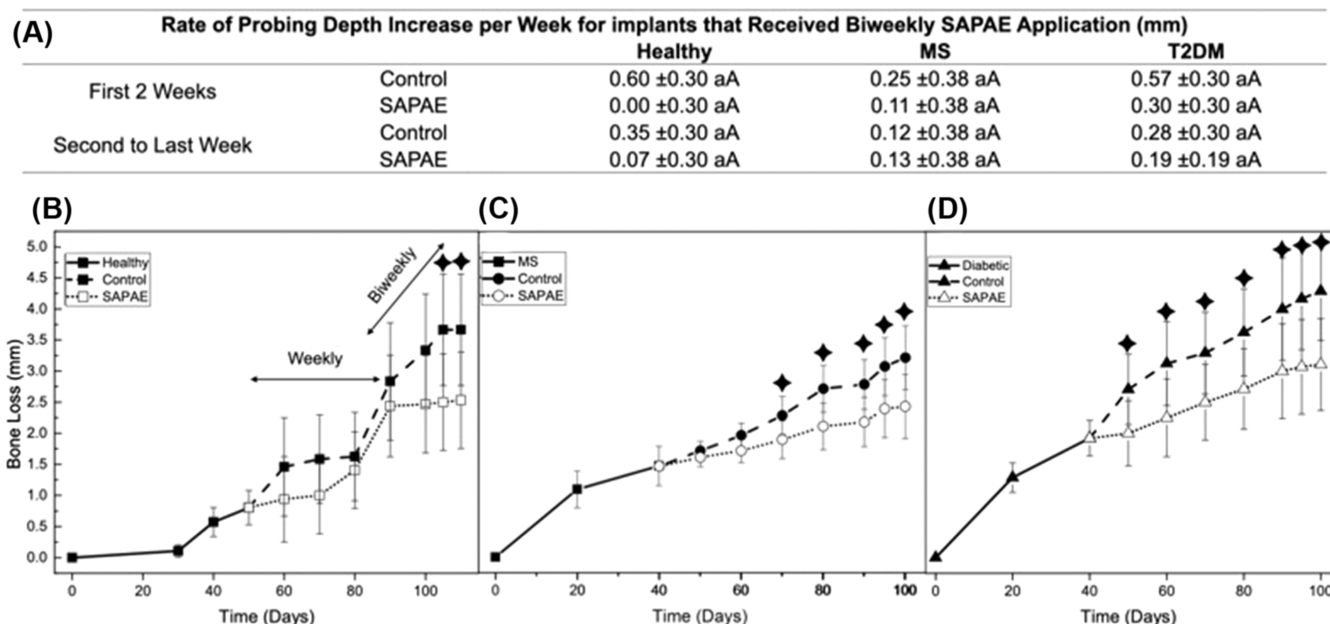 (A)
Rate of Probing Depth Increase per Week for implants that Received Biweekly SAPAE Application (mm)
Healthy MS T2DM
First 2 Weeks Control 0.60 ±0.30 aA 0.25 ±0.38 aA 0.57 ±0.30 aA
SAPAE 0.00 ±0.30 aA 0.11 ±0.38 aA 0.30 ±0.30 aA
Second to Last Week Control 0.35 ±0.30 aA 0.12 ±0.38 aA 0.28 ±0.30 aA
SAPAE 0.07 ±0.30 aA 0.13 ±0.38 aA 0.19 ±0.19 aA
(B)
Bone Loss (mm)
5.0
4.5
4.0
3.5
3.0
2.5
2.0
1.5
1.0
0.5
0.0
Healthy
Control
SAPAE
Weekly
Biweekly
0 20 40 60 80 100
Time (Days)
(C)
MS
Control
SAPAE
0 20 40 60 80 100
Time (Days)
(D)
Diabetic
Control
SAPAE
0 20 40 60 80 100
Time (Days)